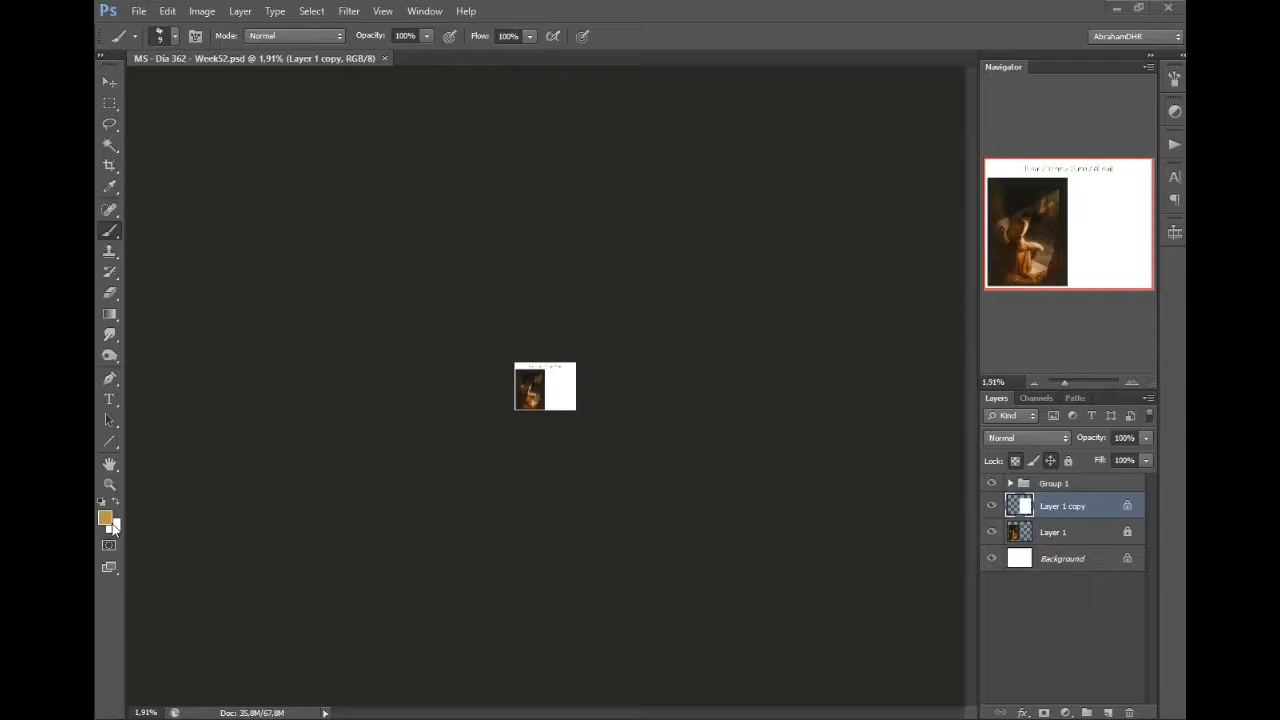 Ps File Edit Image Layer Type Select Filter View Window Help
9 Mode: Normal Opacity: 100% Flow: 100% AbrahamDHR
MS - Dia 362 - Week52.psd @ 1,91% (Layer 1 copy, RGB/8) ×
Navigator
1,91%
Layers Channels Paths
Kind
Normal Opacity: 100%
Lock: Fill: 100%
Group 1
Layer 1 copy
Layer 1
Background
1,91% Doc: 35,8M/67,8M